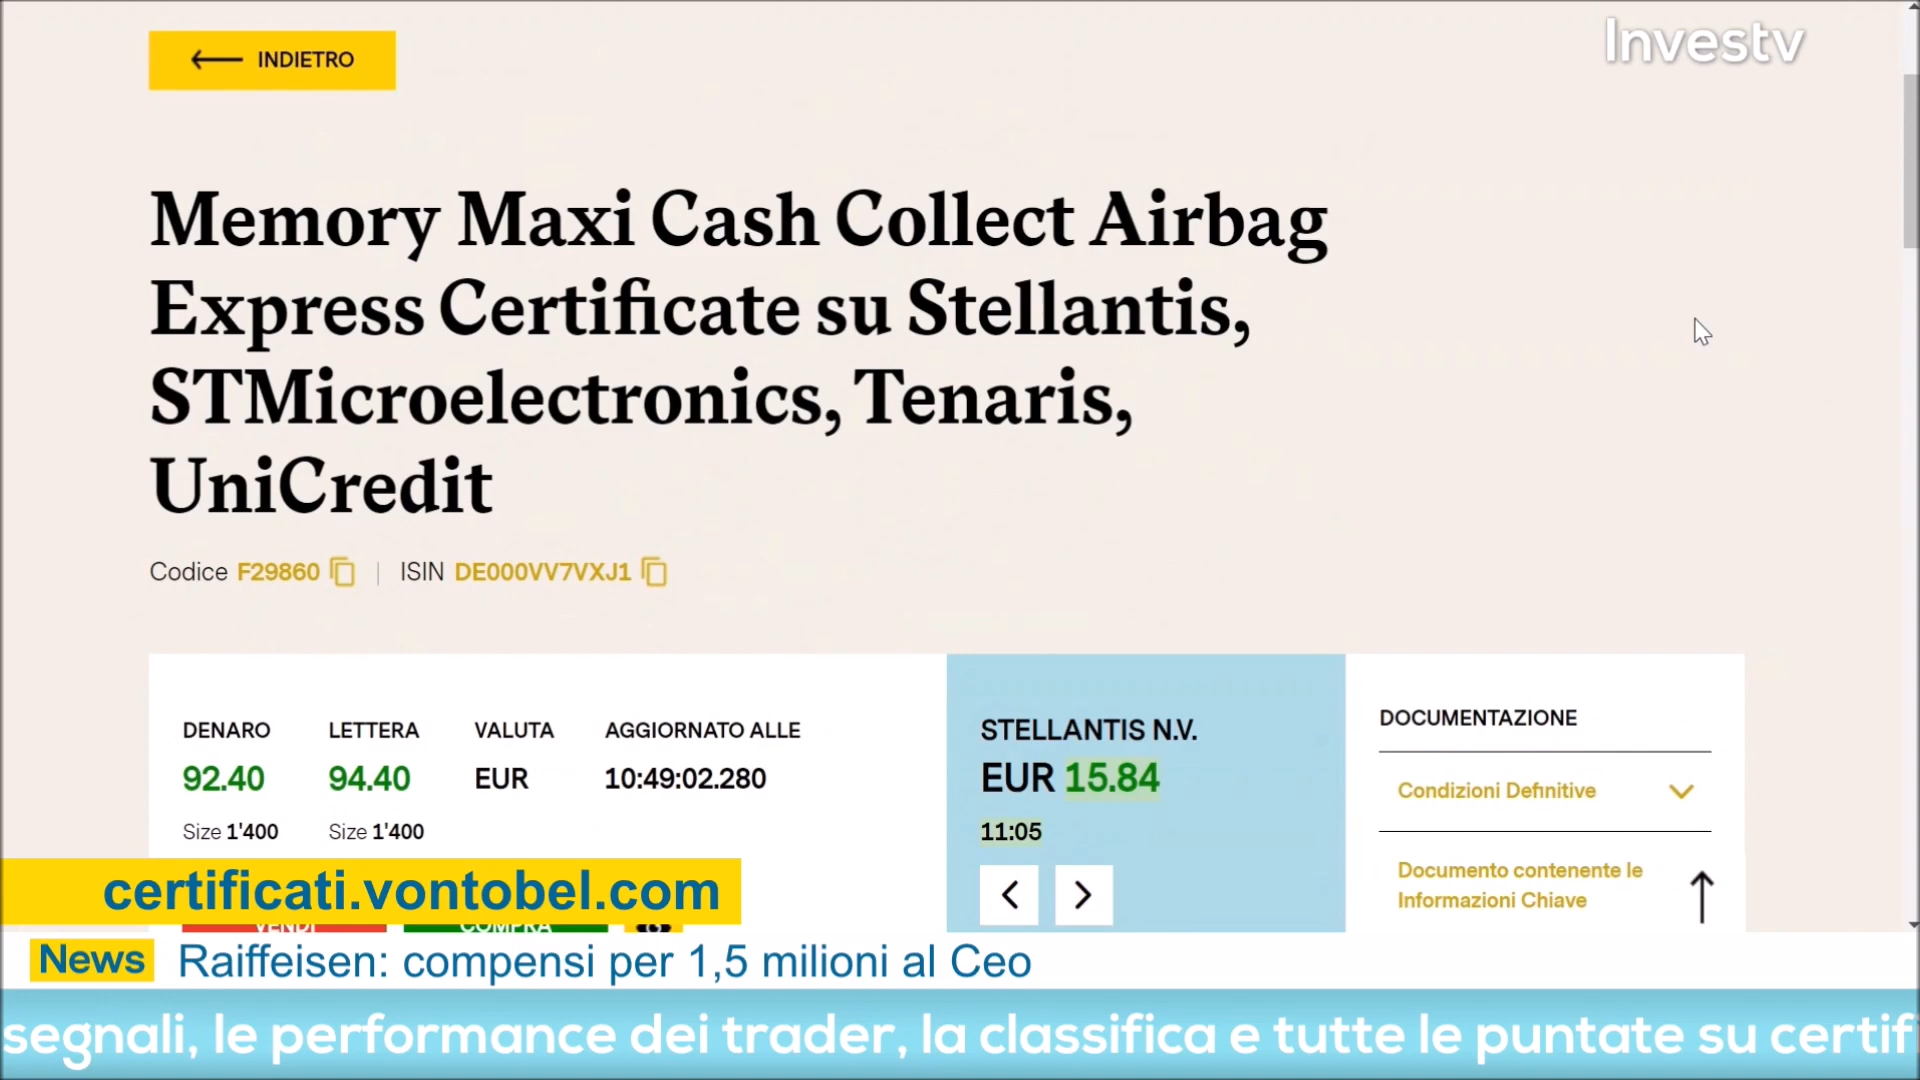 INDIETRO
Investv
Memory Maxi Cash Collect Airbag
Express Certificate su Stellantis,
STMicroelectronics, Tenaris,
UniCredit
Codice F29860 | ISIN DE000VV7VXJ1
DENARO LETTERA VALUTA AGGIORNATO ALLE
92.40 94.40 EUR 10:49:02.280
Size 1'400 Size 1'400
STELLANTIS N.V.
EUR 15.84
11:05
DOCUMENTAZIONE
Condizioni Definitive
Documento contenente le
Informazioni Chiave
certificati.vontobel.com
VENDI COMPRA
News Raiffeisen: compensi per 1,5 milioni al Ceo
segnali, le performance dei trader, la classifica e tutte le puntate su certif